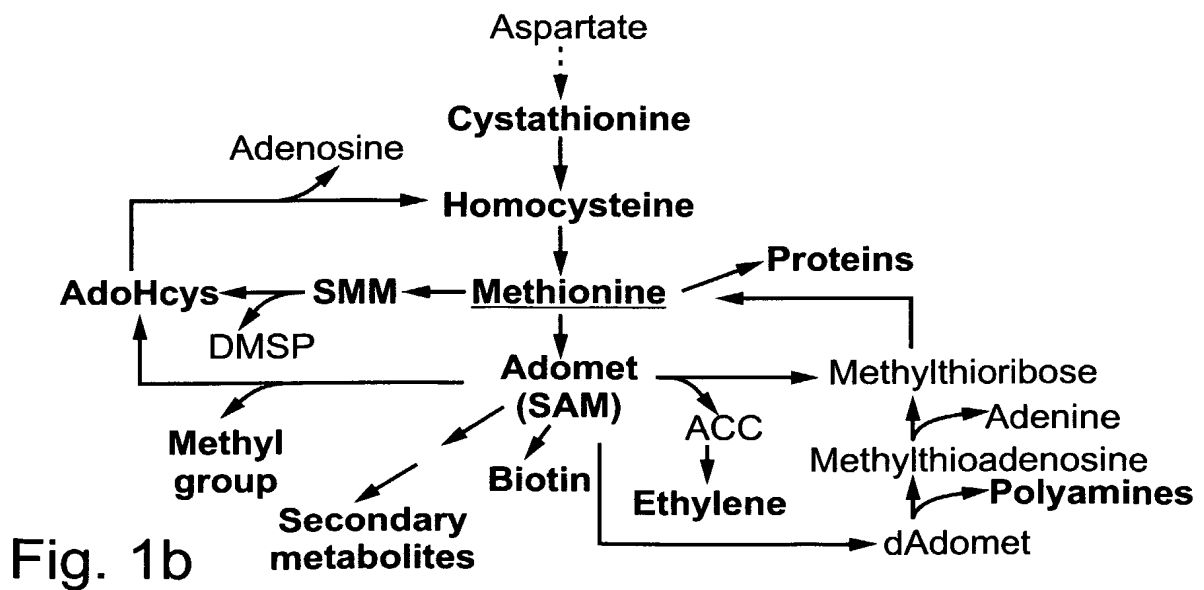 Aspartate
Cystathionine
Adenosine
Homocysteine
Proteins
AdoHcys
SMM
Methionine
DMSP
Adomet
(SAM)
Methylthioribose
Adenine
ACC
Methyl
group
Methylthioadenosine
Biotin
Ethylene
Polyamines
Secondary
metabolites
dAdomet
Fig. 1b